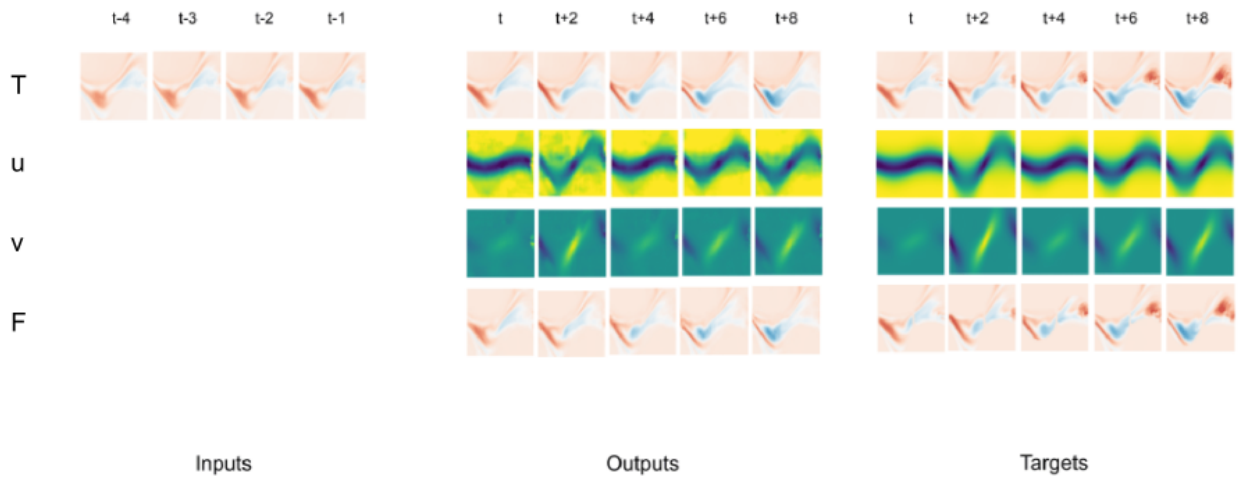 t-4 t-3 t-2 t-1 t t+2 t+4 t+6 t+8 t t+2 t+4 t+6 t+8
T
u
v
F
Inputs Outputs Targets